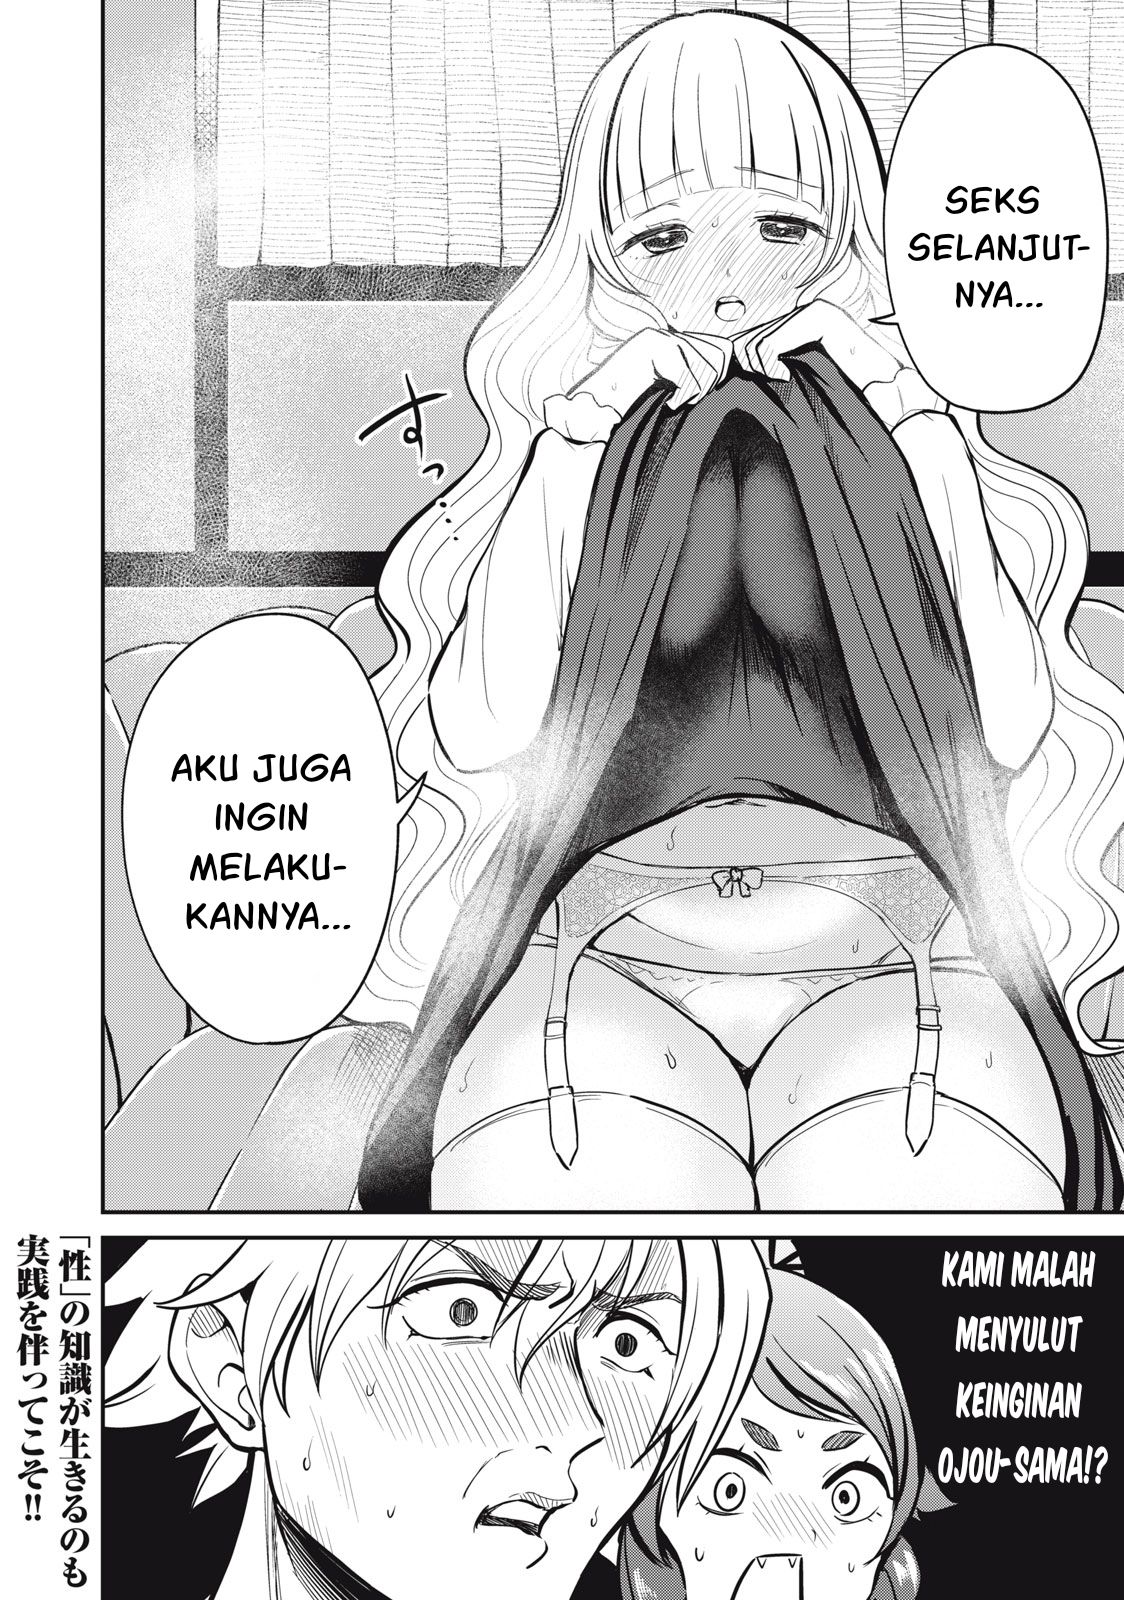 SEKS
SELANJUT-
NYA...
すっ
AKU JUGA
INGIN
MELAKU-
KANNYA...
KAMI MALAH
MENYULUT
KEINGINAN
OJOU-SAMA!?
「性」の知識が生きるのも
実践を伴ってこそ!!